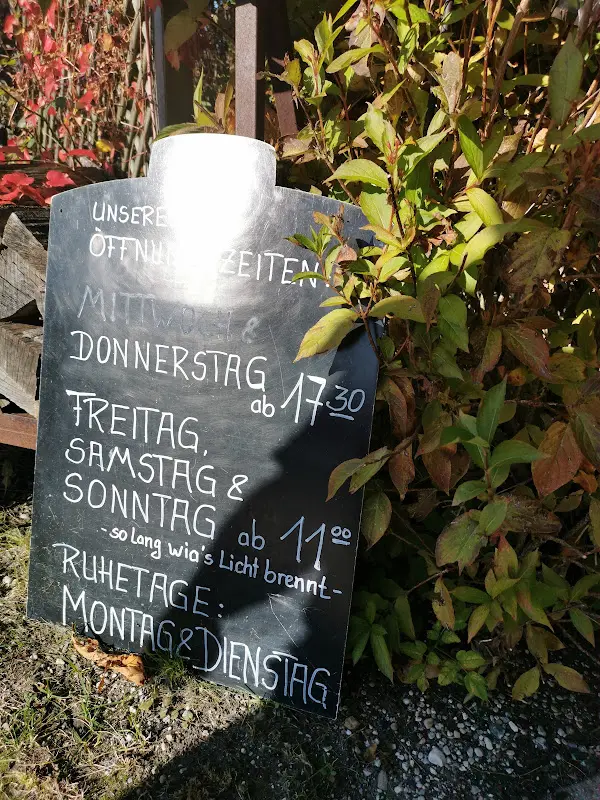 UNSERE
ÖFFNUNGSZEITEN:
MITTWOCH &
DONNERSTAG
ab 17 30
FREITAG,
SAMSTAG &
SONNTAG ab 11 00
- so lang wia's Licht brennt -
RUHETAGE:
MONTAG & DIENSTAG